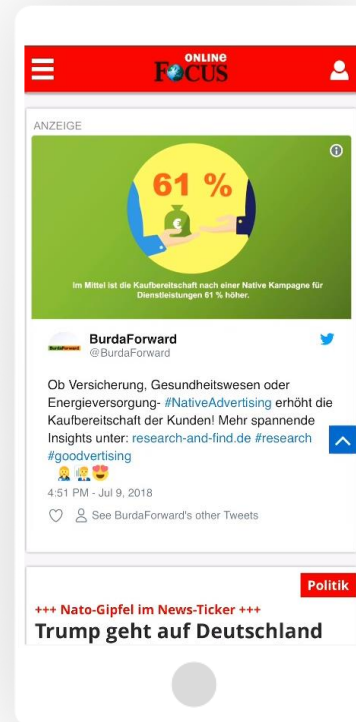 ONLINE
FOCUS
ANZEIGE
61 %
Im Mittel ist die Kaufbereitschaft nach einer Native Kampagne für
Dienstleistungen 61 % höher.
BurdaForward
BurdaForward
@BurdaForward
Ob Versicherung, Gesundheitswesen oder
Energieversorgung- #NativeAdvertising erhöht die
Kaufbereitschaft der Kunden! Mehr spannende
Insights unter: research-and-find.de #research
#goodvertising
4:51 PM - Jul 9, 2018
See BurdaForward's other Tweets
Politik
+++ Nato-Gipfel im News-Ticker +++
Trump geht auf Deutschland